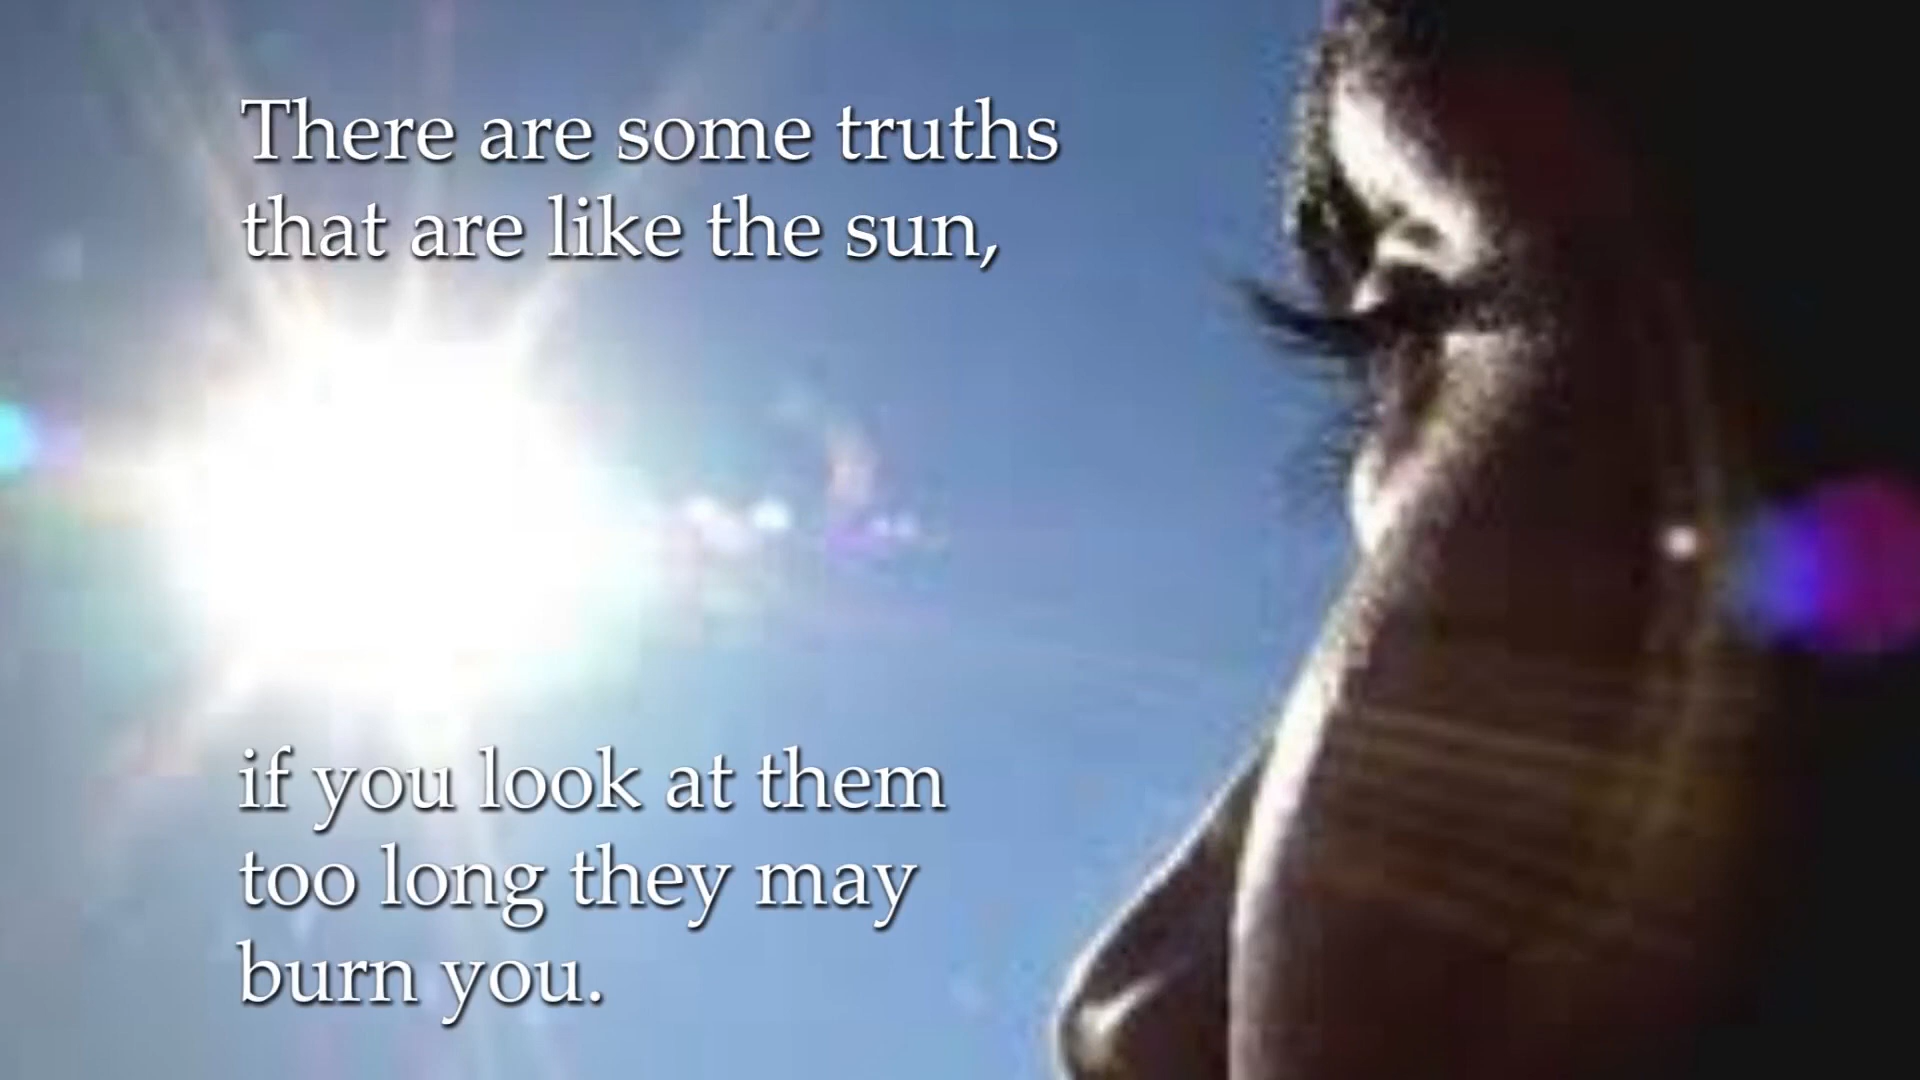 There are some truths
that are like the sun,
if you look at them
too long they may
burn you.